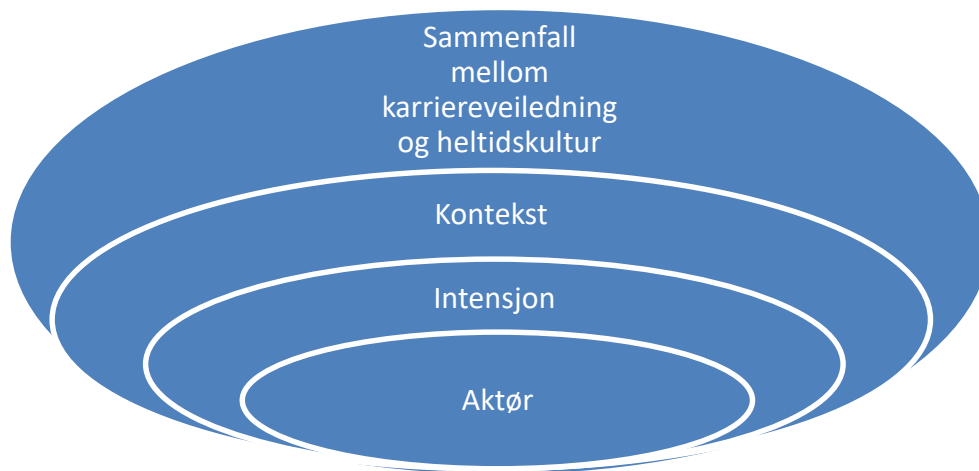 Sammenfall
mellom
karriereveiledning
og heltidskultur
Kontekst
Intensjon
Aktør